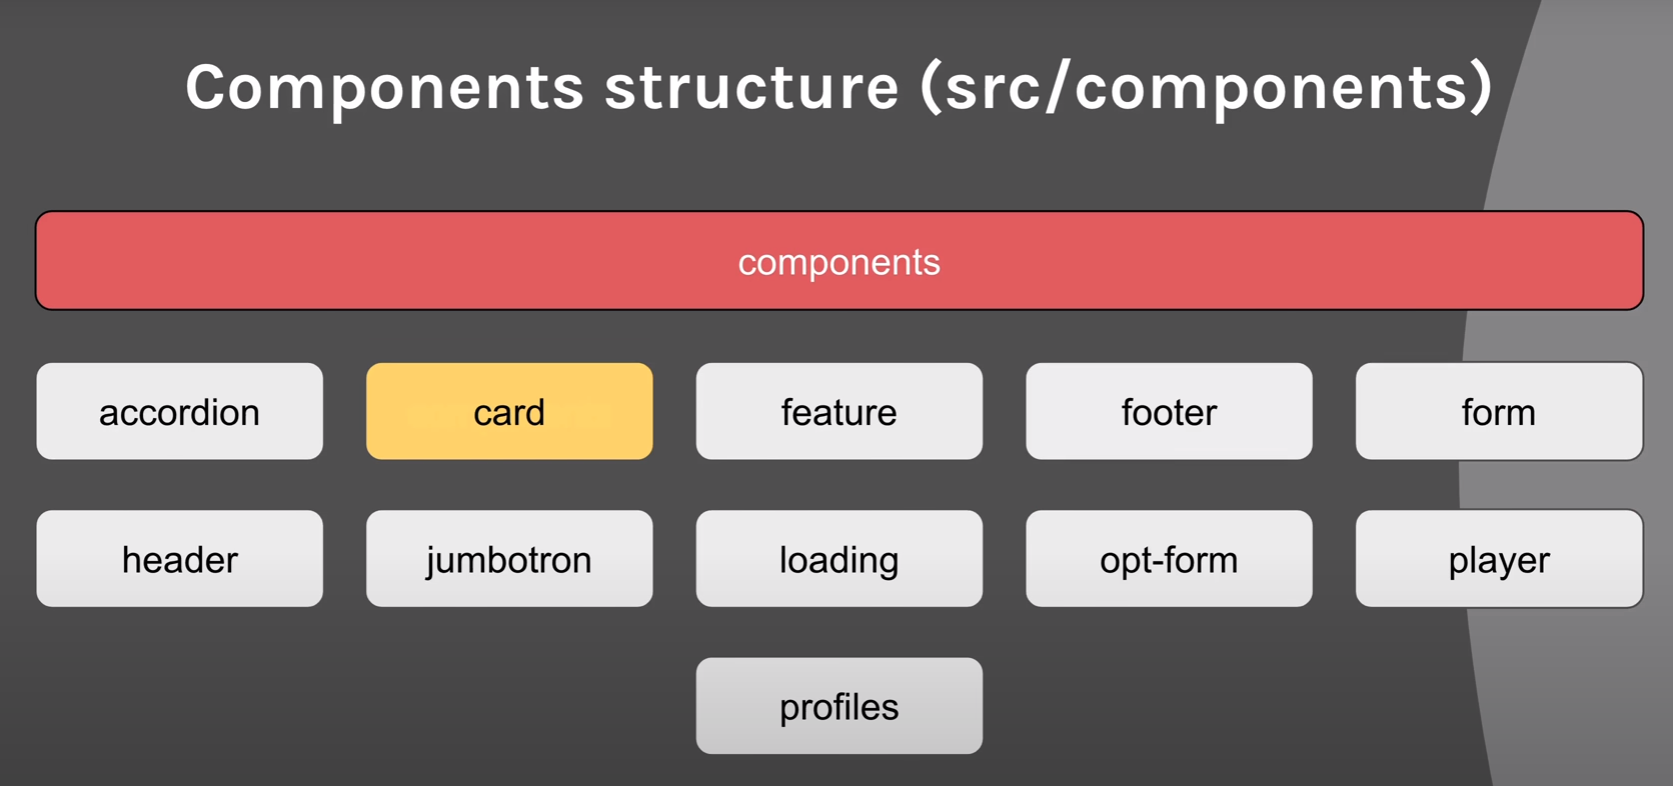 Components structure (src/components)
components
accordion
card
feature
footer
form
header
jumbotron
loading
opt-form
player
profiles